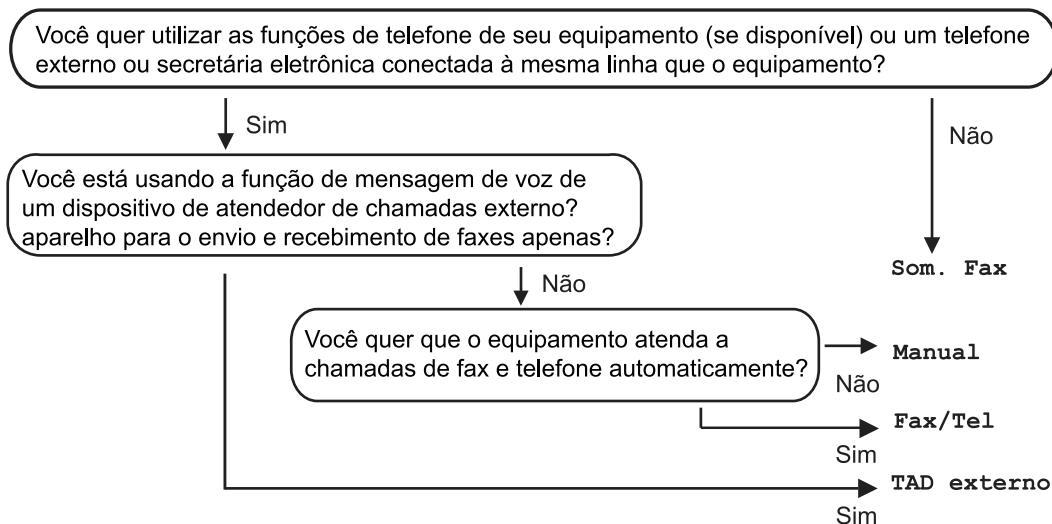 Você quer utilizar as funções de telefone de seu equipamento (se disponível) ou um telefone
externo ou secretária eletrônica conectada à mesma linha que o equipamento?
Sim
Não
Você está usando a função de mensagem de voz de
um dispositivo de atendedor de chamadas externo?
aparelho para o envio e recebimento de faxes apenas?
Som. Fax
Não
Você quer que o equipamento atenda a
chamadas de fax e telefone automaticamente?
Manual
Não
Fax/Tel
Sim
TAD externo
Sim